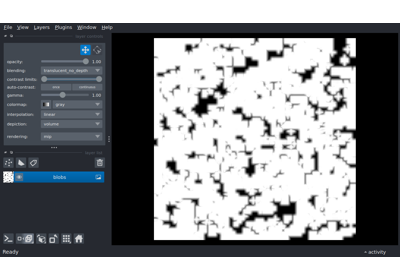 File View Layers Plugins Window Help
opacity: 1.00
blending: translucent_no_depth
contrast limits:
auto-contrast: once continuous
gamma: 1.00
colormap: gray
interpolation: linear
depiction: volume
rendering: mip
blobs
Ready activity